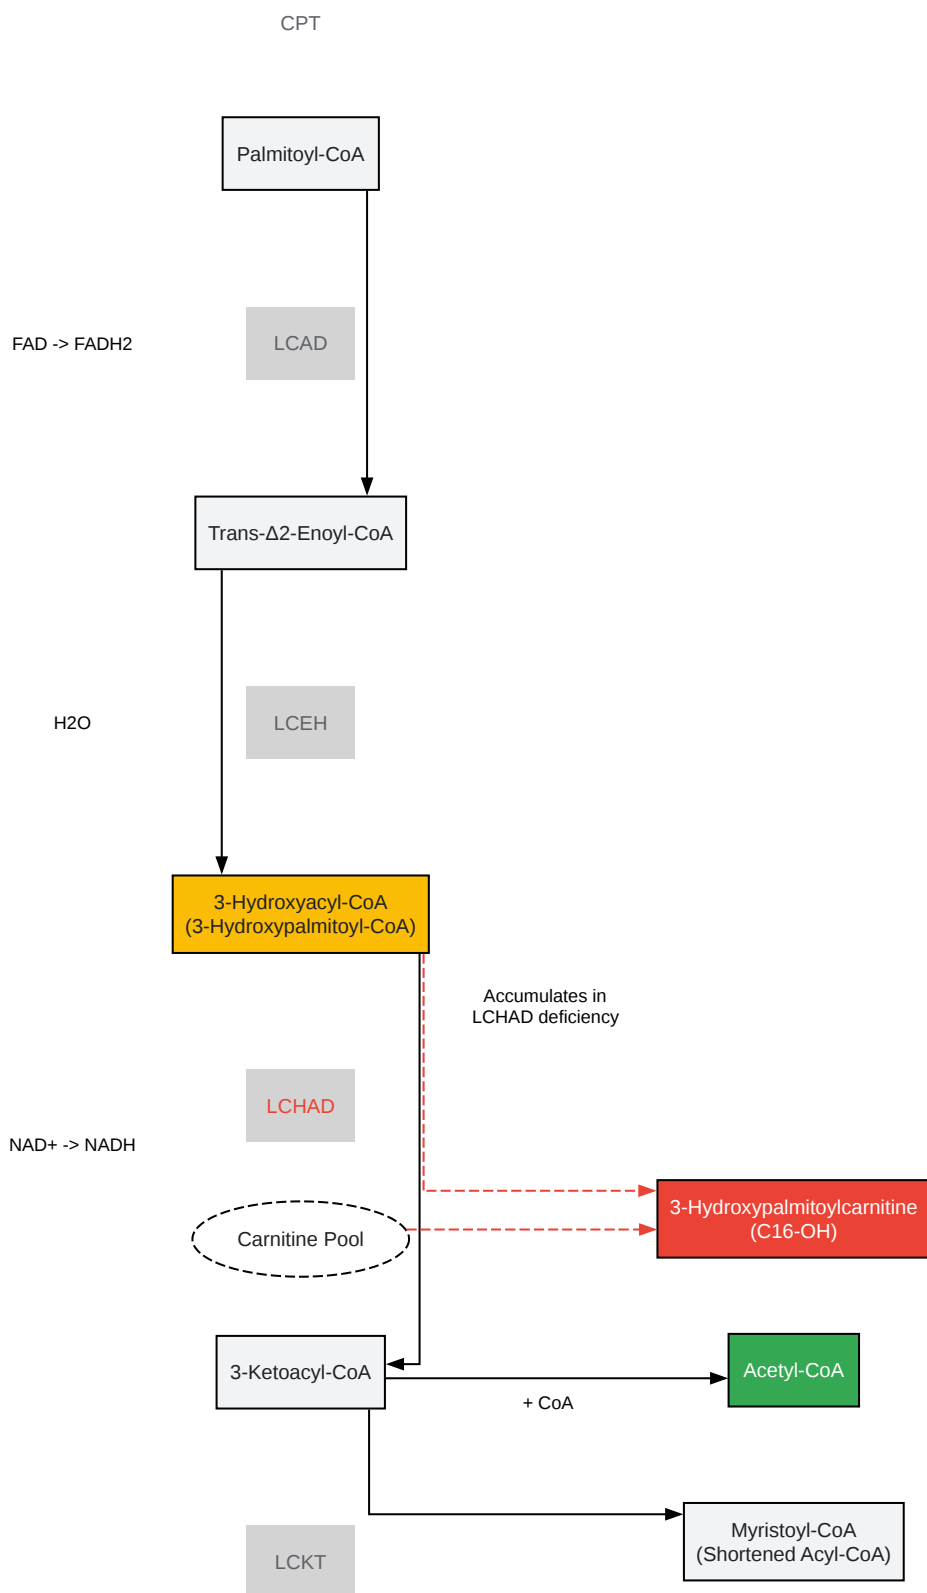 CPT
Palmitoyl-CoA
FAD -> FADH2
LCAD
Trans-Δ2-Enoyl-CoA
H2O
LCEH
3-Hydroxyacyl-CoA
(3-Hydroxypalmitoyl-CoA)
Accumulates in
LCHAD deficiency
LCHAD
NAD+ -> NADH
3-Hydroxypalmitoylcarnitine
(C16-OH)
Carnitine Pool
3-Ketoacyl-CoA
Acetyl-CoA
+ CoA
Myristoyl-CoA
(Shortened Acyl-CoA)
LCKT